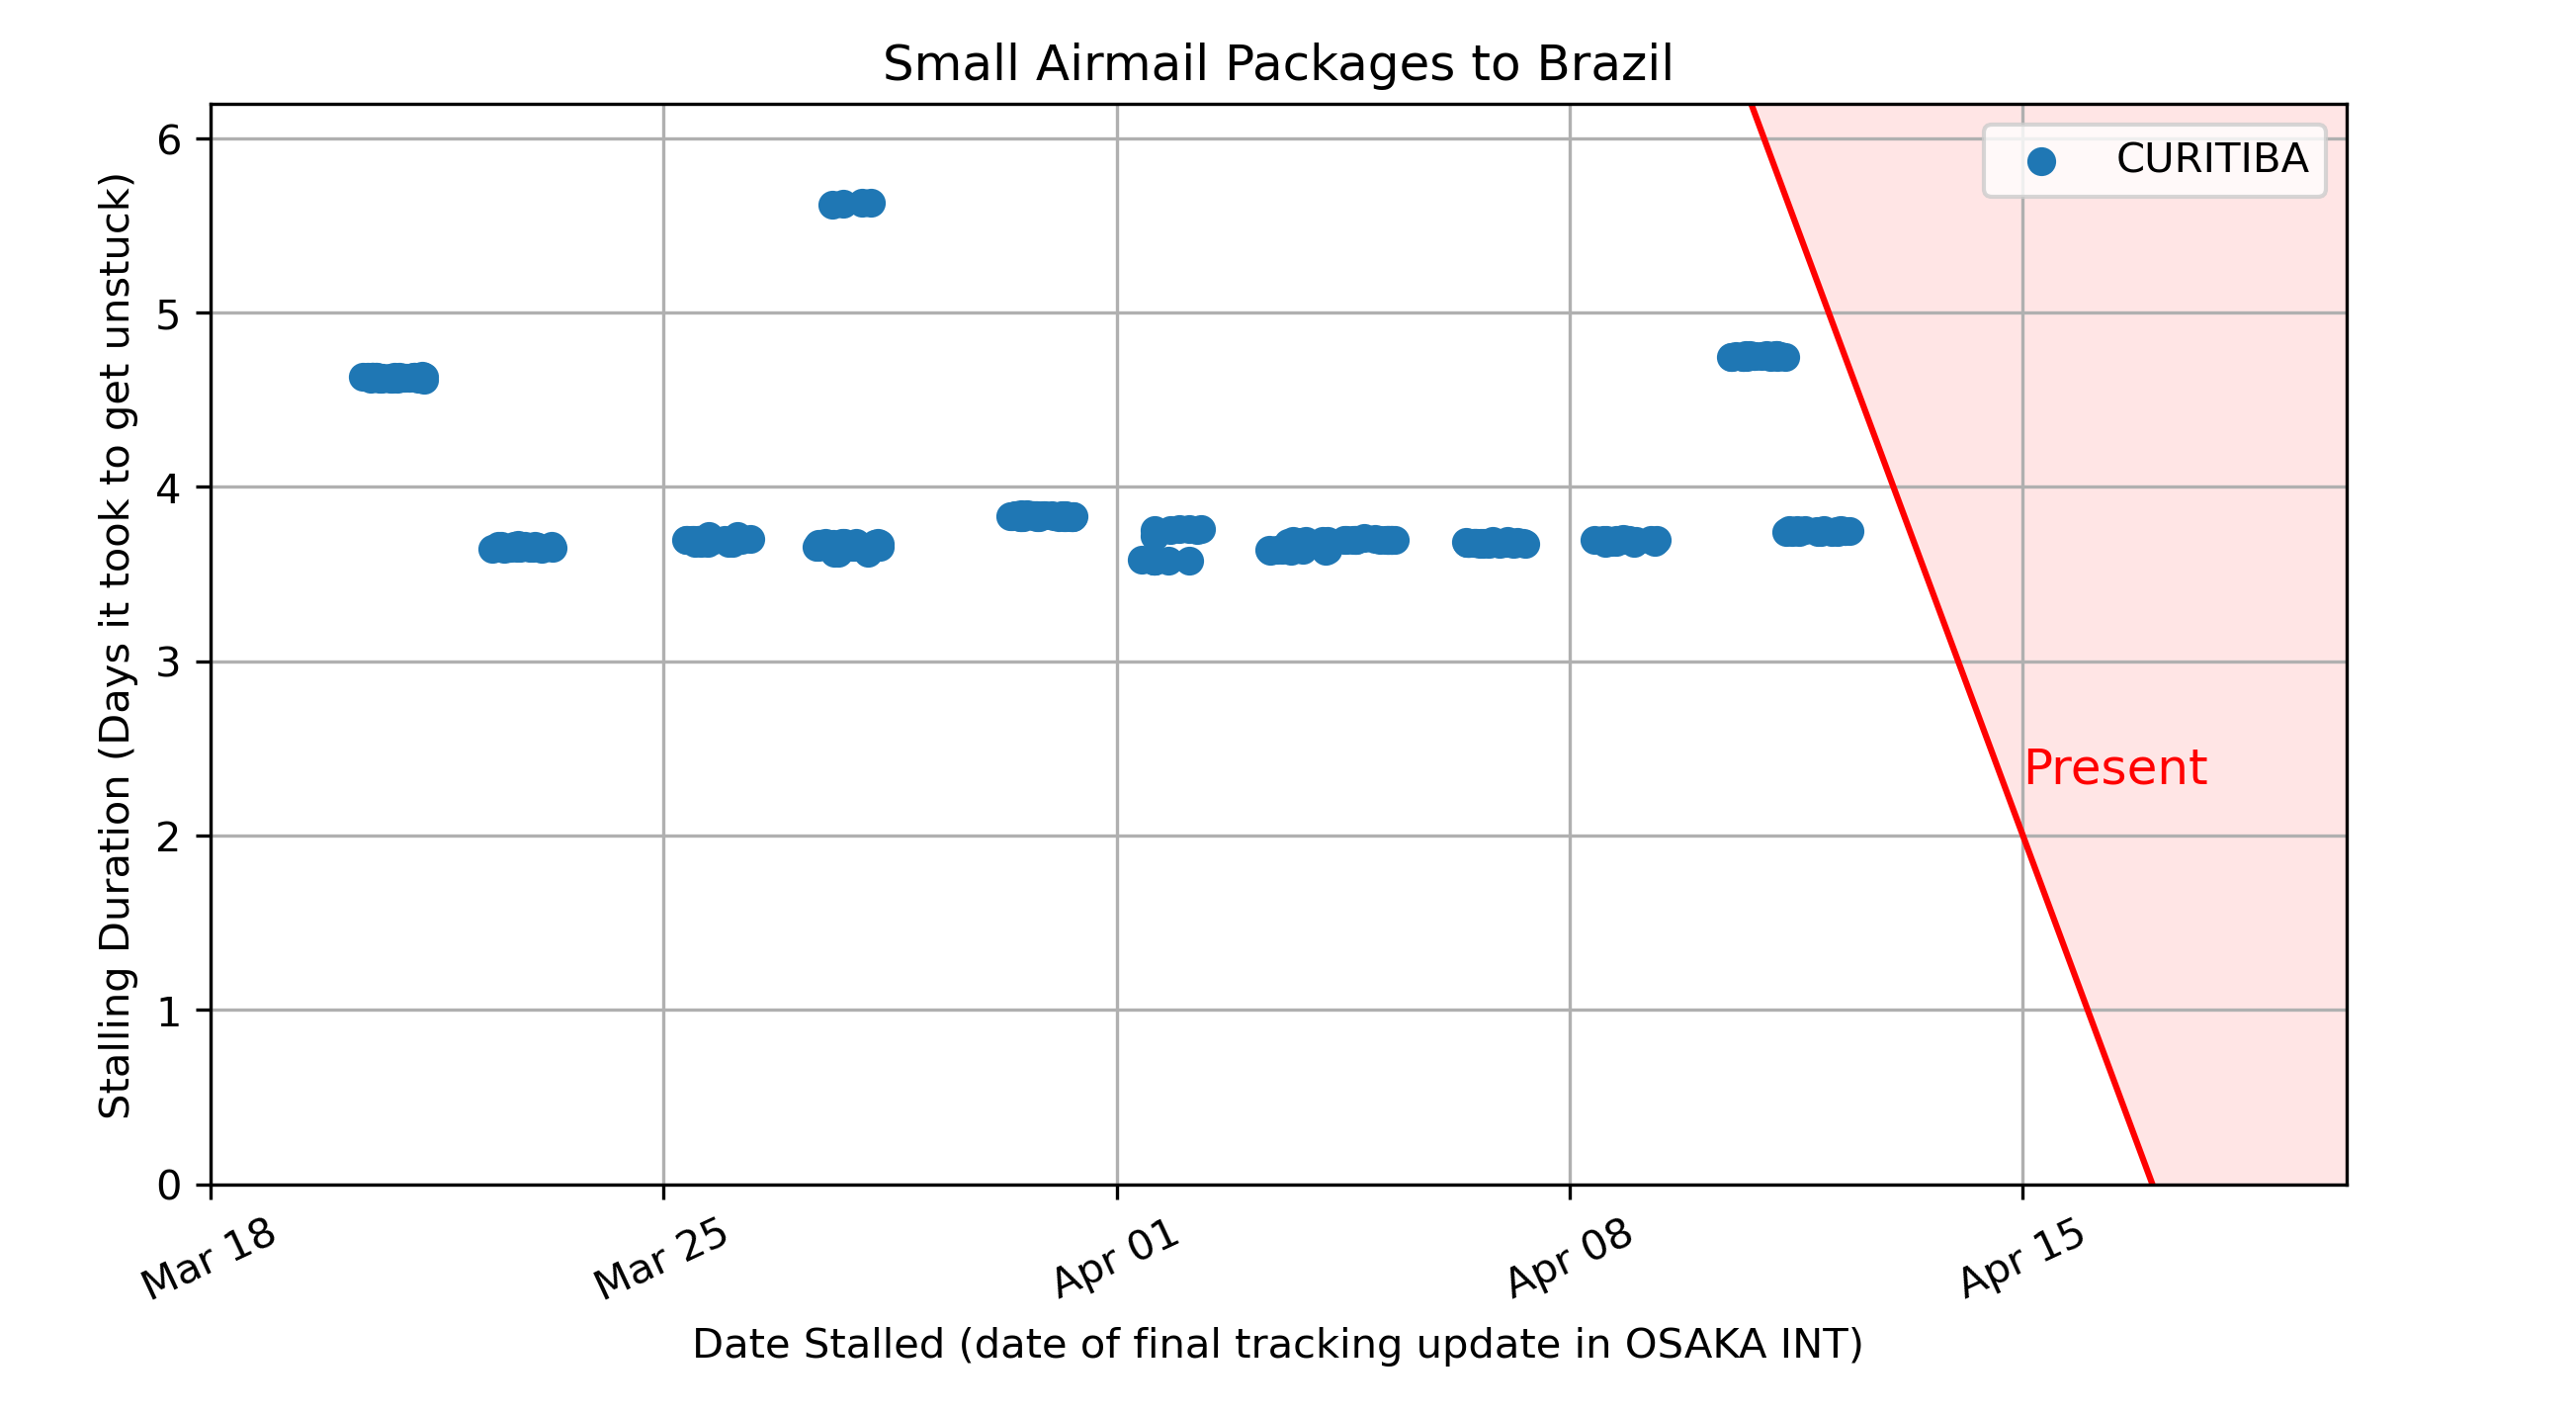 Small Airmail Packages to Brazil
CURITIBA
Present
Stalling Duration (Days it took to get unstuck)
6
5
4
3
2
1
0
Mar 18
Mar 25
Apr 01
Apr 08
Apr 15
Date Stalled (date of final tracking update in OSAKA INT)